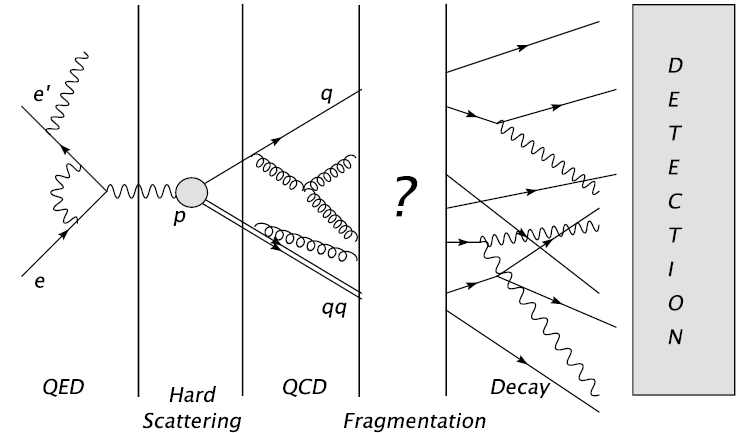 e'
e
p
q
qq
?
QED
Hard
Scattering
QCD
Fragmentation
Decay
D
E
T
E
C
T
I
O
N